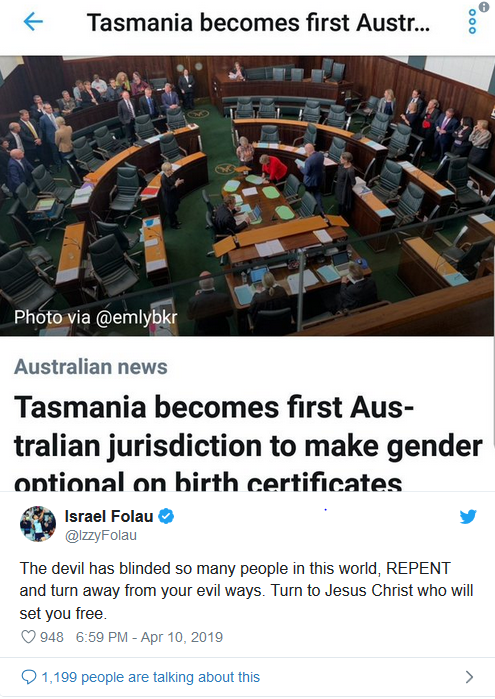 Tasmania becomes first Austr...
Photo via @emlybkr
Australian news
Tasmania becomes first Aus-
tralian jurisdiction to make gender
optional on birth certificates
Israel Folau
@IzzyFolau
The devil has blinded so many people in this world, REPENT
and turn away from your evil ways. Turn to Jesus Christ who will
set you free.
948 6:59 PM - Apr 10, 2019
1,199 people are talking about this